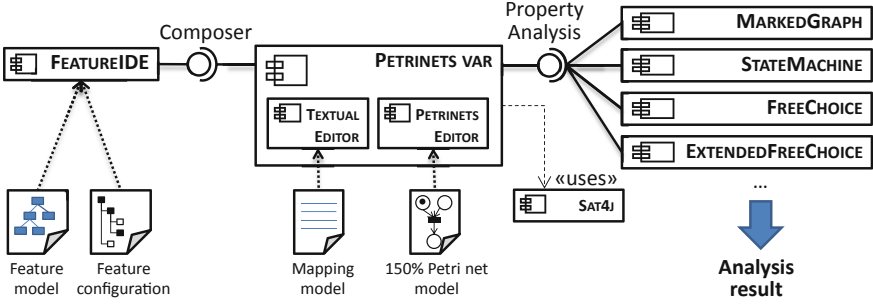 Composer
Property
Analysis
FEATUREIDE
PETRINETS VAR
TEXTUAL
EDITOR
PETRINETS
EDITOR
MARKEDGRAPH
STATEMACHINE
FREECHOICE
EXTENDEDFREECHOICE
...
«uses»
SAT4J
Feature
model
Feature
configuration
Mapping
model
150% Petri net
model
Analysis
result